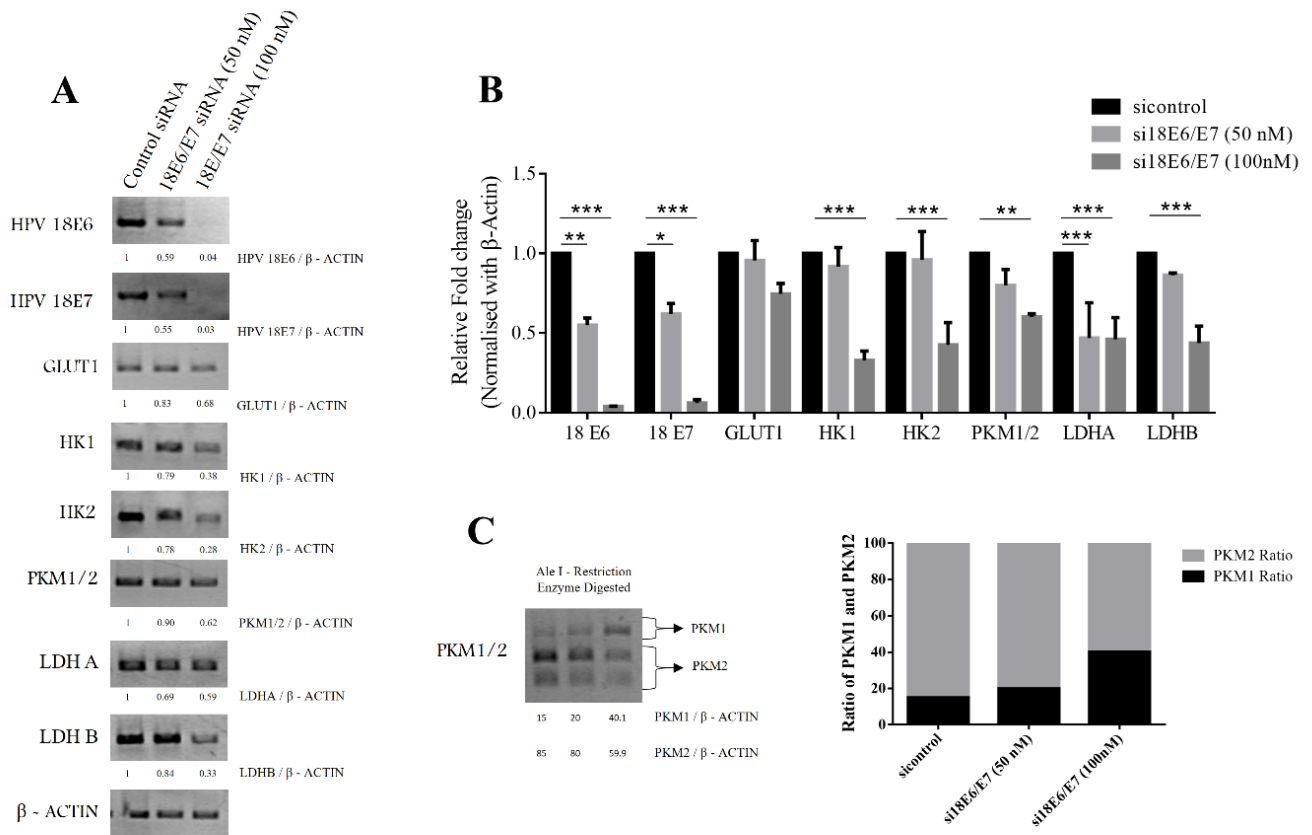 A
Control siRNA
18E6/E7 siRNA (50 nM)
18E/E7 siRNA (100 nM)
HPV 18E6
1 0.59 0.04 HPV 18E6 / β - ACTIN
HPV 18E7
1 0.55 0.03 HPV 18E7 / β - ACTIN
GLUT1
1 0.83 0.68 GLUT1 / β - ACTIN
HK1
1 0.79 0.38 HK1 / β - ACTIN
HK2
1 0.78 0.28 HK2 / β - ACTIN
PKM1/2
1 0.90 0.62 PKM1/2 / β - ACTIN
LDH A
1 0.69 0.59 LDHA / β - ACTIN
LDH B
1 0.84 0.33 LDHB / β - ACTIN
β - ACTIN
B
sicontrol
si18E6/E7 (50 nM)
si18E6/E7 (100nM)
Relative Fold change
(Normalised with β-Actin)
1.5
1.0
0.5
0.0
*** *** *** *** ** *** ***
** * ***
18 E6 18 E7 GLUT1 HK1 HK2 PKM1/2 LDHA LDHB
C
Ale I - Restriction
Enzyme Digested
PKM1/2
PKM1
PKM2
15 20 40.1 PKM1 / β - ACTIN
85 80 59.9 PKM2 / β - ACTIN
Ratio of PKM1 and PKM2
100
80
60
40
20
0
sicontrol
si18E6/E7 (50 nM)
si18E6/E7 (100nM)
PKM2 Ratio
PKM1 Ratio